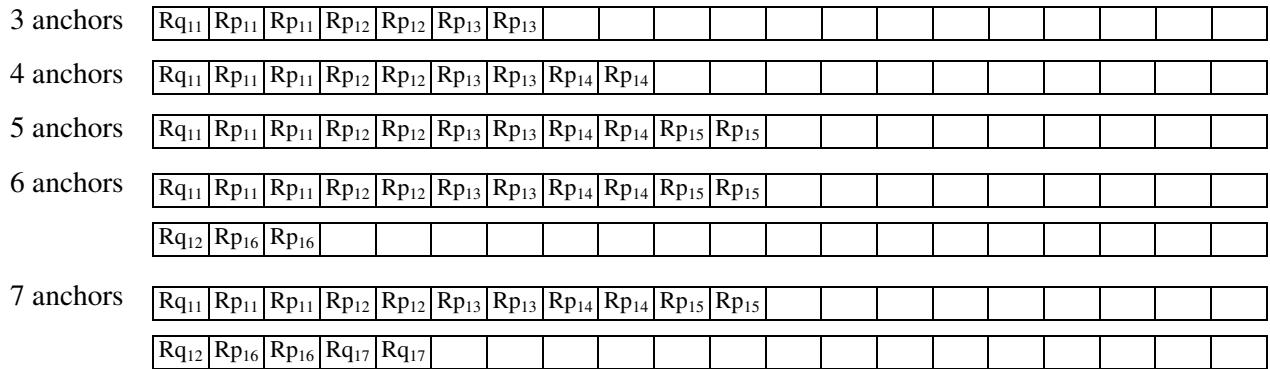 3 anchors Rq₁₁ Rp₁₁ Rp₁₁ Rp₁₂ Rp₁₂ Rp₁₃ Rp₁₃
4 anchors Rq₁₁ Rp₁₁ Rp₁₁ Rp₁₂ Rp₁₂ Rp₁₃ Rp₁₃ Rp₁₄ Rp₁₄
5 anchors Rq₁₁ Rp₁₁ Rp₁₁ Rp₁₂ Rp₁₂ Rp₁₃ Rp₁₃ Rp₁₄ Rp₁₄ Rp₁₅ Rp₁₅
6 anchors Rq₁₁ Rp₁₁ Rp₁₁ Rp₁₂ Rp₁₂ Rp₁₃ Rp₁₃ Rp₁₄ Rp₁₄ Rp₁₅ Rp₁₅
Rq₁₂ Rp₁₆ Rp₁₆
7 anchors Rq₁₁ Rp₁₁ Rp₁₁ Rp₁₂ Rp₁₂ Rp₁₃ Rp₁₃ Rp₁₄ Rp₁₄ Rp₁₅ Rp₁₅
Rq₁₂ Rp₁₆ Rp₁₆ Rq₁₇ Rq₁₇